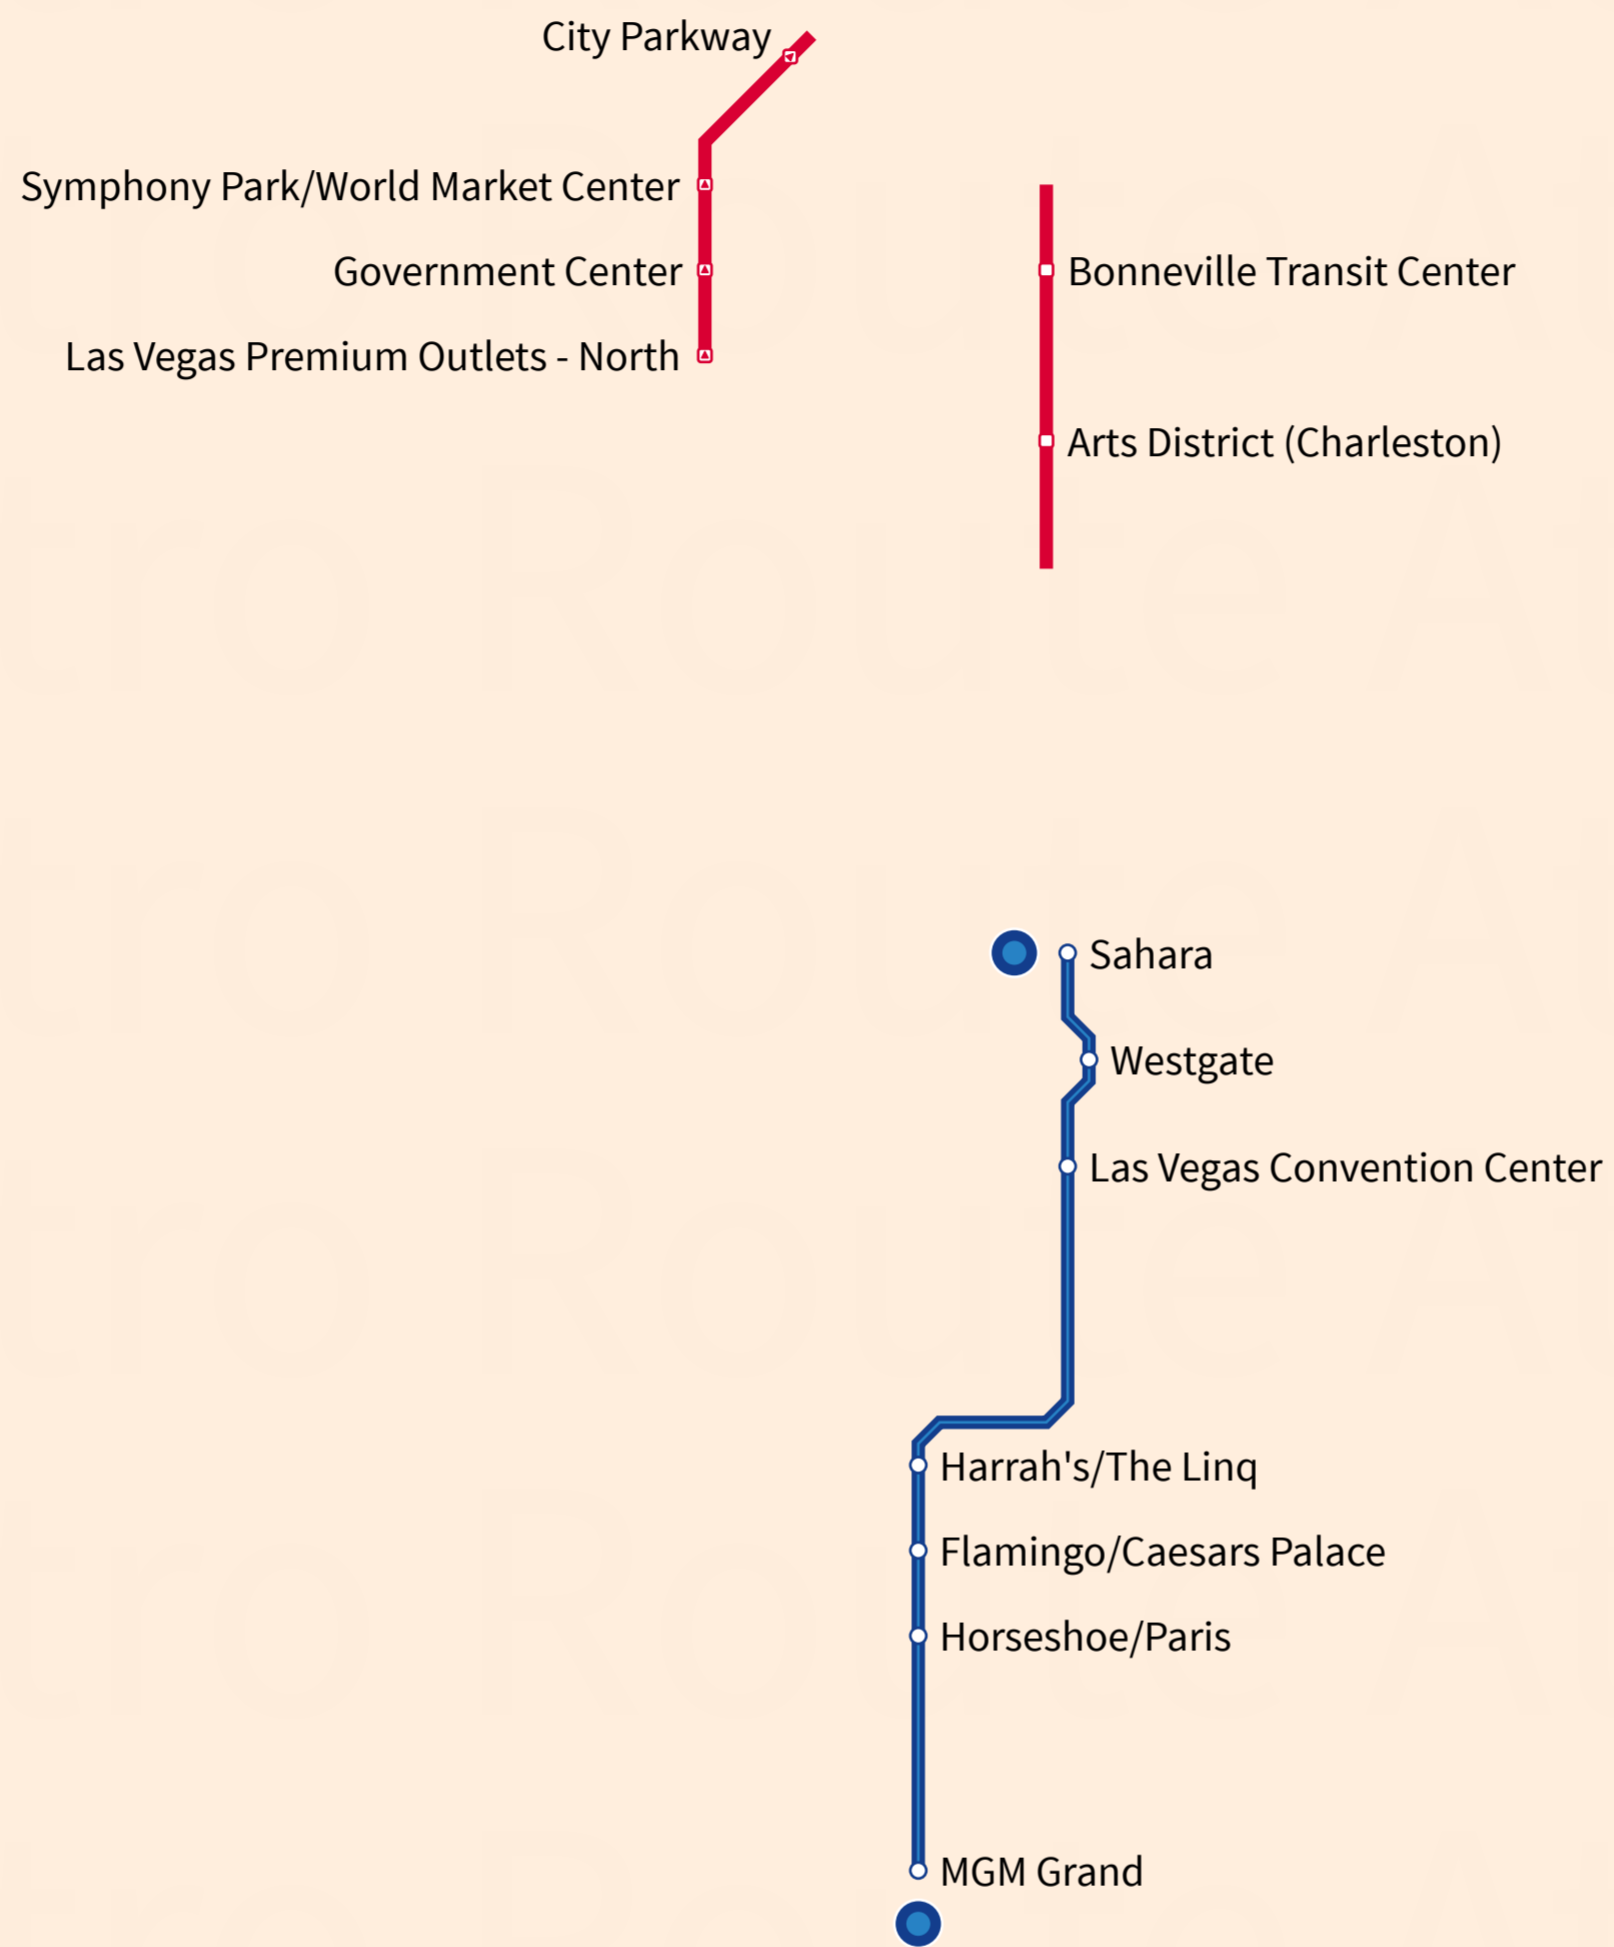 City Parkway
Symphony Park/World Market Center
Government Center
Bonneville Transit Center
Las Vegas Premium Outlets - North
Arts District (Charleston)
Sahara
Westgate
Las Vegas Convention Center
Harrah's/The Linq
Flamingo/Caesars Palace
Horseshoe/Paris
MGM Grand